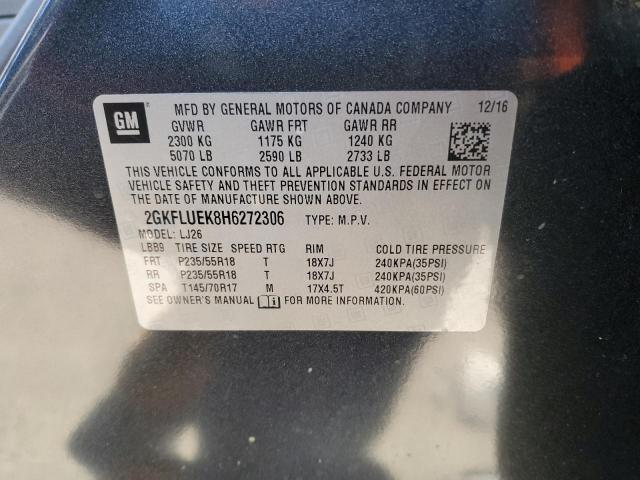 GM ® MFD BY GENERAL MOTORS OF CANADA COMPANY 12/16
GVWR GAWR FRT GAWR RR
2300 KG 1175 KG 1240 KG
5070 LB 2590 LB 2733 LB
THIS VEHICLE CONFORMS TO ALL APPLICABLE U.S. FEDERAL MOTOR
VEHICLE SAFETY AND THEFT PREVENTION STANDARDS IN EFFECT ON
THE DATE OF MANUFACTURE SHOWN ABOVE.
2GKFLUEK8H6272306 TYPE: M.P.V.
MODEL: LJ26
LBB9 TIRE SIZE SPEED RTG RIM COLD TIRE PRESSURE
FRT P235/55R18 T 18X7J 240KPA(35PSI)
RR P235/55R18 T 18X7J 240KPA(35PSI)
SPA T145/70R17 M 17X4.5T 420KPA(60PSI)
SEE OWNER'S MANUAL FOR MORE INFORMATION.